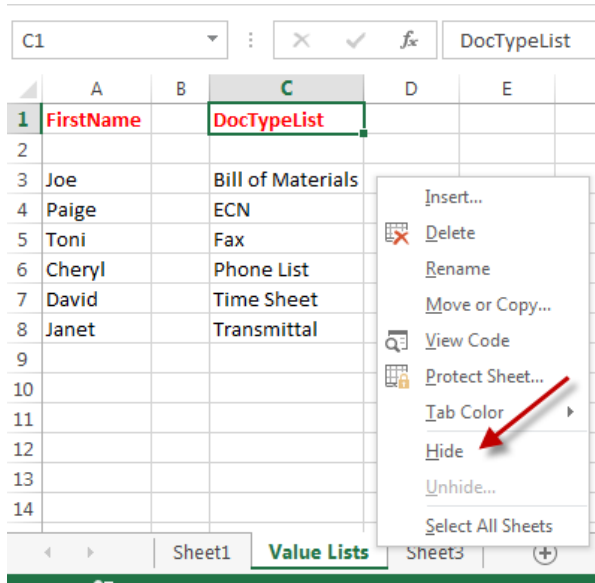 C1 fx DocTypeList
A B C D E
1 FirstName DocTypeList
2
3 Joe Bill of Materials
4 Paige ECN
5 Toni Fax
6 Cheryl Phone List
7 David Time Sheet
8 Janet Transmittal
9
10
11
12
13
14
Insert...
Delete
Rename
Move or Copy...
View Code
Protect Sheet...
Tab Color
Hide
Unhide...
Select All Sheets
Sheet1 Value Lists Sheet3